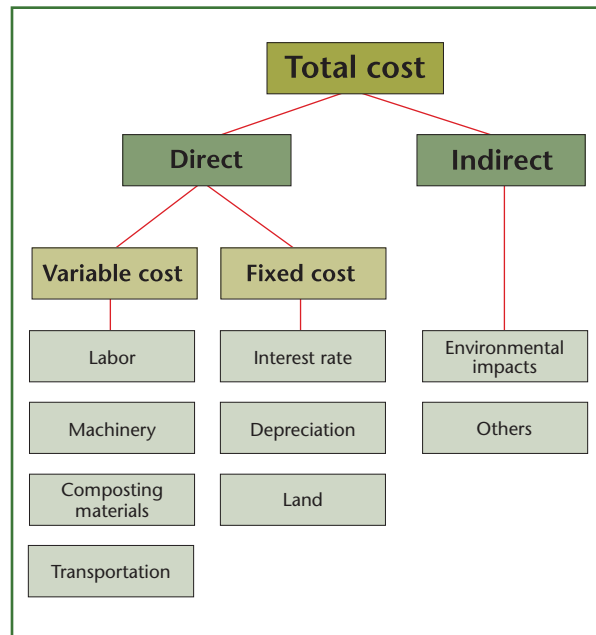 Total cost
Direct
Indirect
Variable cost
Fixed cost
Labor
Interest rate
Environmental
impacts
Machinery
Depreciation
Others
Composting
materials
Land
Transportation